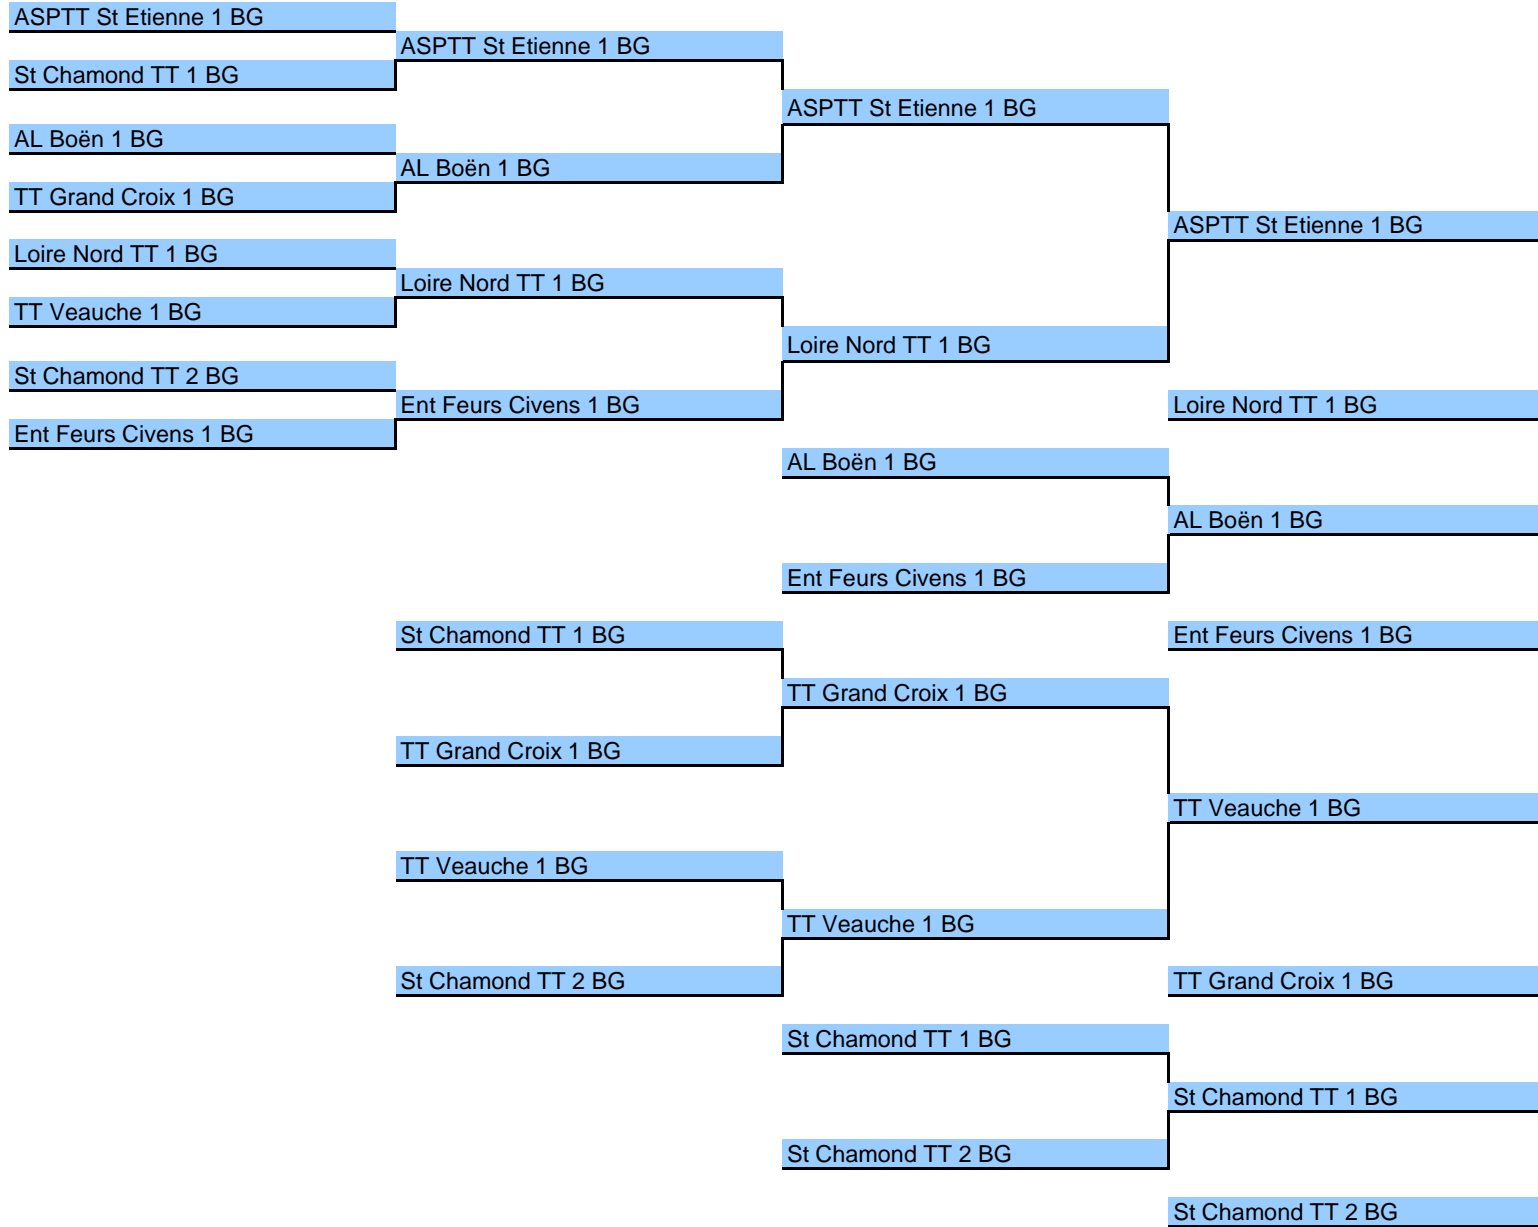 ASPTT St Etienne 1 BG
ASPTT St Etienne 1 BG
St Chamond TT 1 BG
ASPTT St Etienne 1 BG
AL Boën 1 BG
AL Boën 1 BG
TT Grand Croix 1 BG
ASPTT St Etienne 1 BG
Loire Nord TT 1 BG
Loire Nord TT 1 BG
TT Veauche 1 BG
Loire Nord TT 1 BG
St Chamond TT 2 BG
Ent Feurs Civens 1 BG
Loire Nord TT 1 BG
Ent Feurs Civens 1 BG
AL Boën 1 BG
AL Boën 1 BG
Ent Feurs Civens 1 BG
St Chamond TT 1 BG
Ent Feurs Civens 1 BG
TT Grand Croix 1 BG
TT Grand Croix 1 BG
TT Veauche 1 BG
TT Veauche 1 BG
TT Veauche 1 BG
St Chamond TT 2 BG
TT Grand Croix 1 BG
St Chamond TT 1 BG
St Chamond TT 1 BG
St Chamond TT 2 BG
St Chamond TT 2 BG